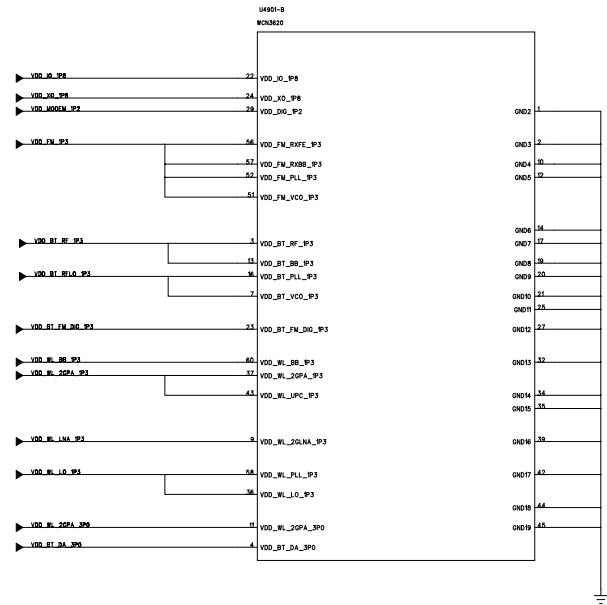 U4901-B
WCN3620
VDD_IO_1P8 22 VDD_IO_1P8
VDD_XO_1P8 24 VDD_XO_1P8
VDD_MODEM_1P2 29 VDD_DIG_1P2 GND2 1
VDD_FM_1P3 56 VDD_FM_RXFE_1P3 GND3 2
57 VDD_FM_RXBB_1P3 GND4 10
52 VDD_FM_PLL_1P3 GND5 12
51 VDD_FM_VCO_1P3
GND6 14
VDD_BT_RF_1P3 3 VDD_BT_RF_1P3 GND7 17
13 VDD_BT_BB_1P3 GND8 19
VDD_BT_RFLO_1P3 16 VDD_BT_PLL_1P3 GND9 20
7 VDD_BT_VCO_1P3 GND10 21
GND11 25
VDD_BT_FM_DIG_1P3 23 VDD_BT_FM_DIG_1P3 GND12 27
VDD_WL_BB_1P3 60 VDD_WL_BB_1P3 GND13 32
VDD_WL_2GPA_1P3 37 VDD_WL_2GPA_1P3
43 VDD_WL_UPC_1P3 GND14 34
GND15 35
VDD_WL_LNA_1P3 9 VDD_WL_2GLNA_1P3 GND16 39
VDD_WL_LO_1P3 58 VDD_WL_PLL_1P3 GND17 42
36 VDD_WL_LO_1P3
GND18 44
VDD_WL_2GPA_3P0 11 VDD_WL_2GPA_3P0 GND19 45
VDD_BT_DA_3P0 4 VDD_BT_DA_3P0